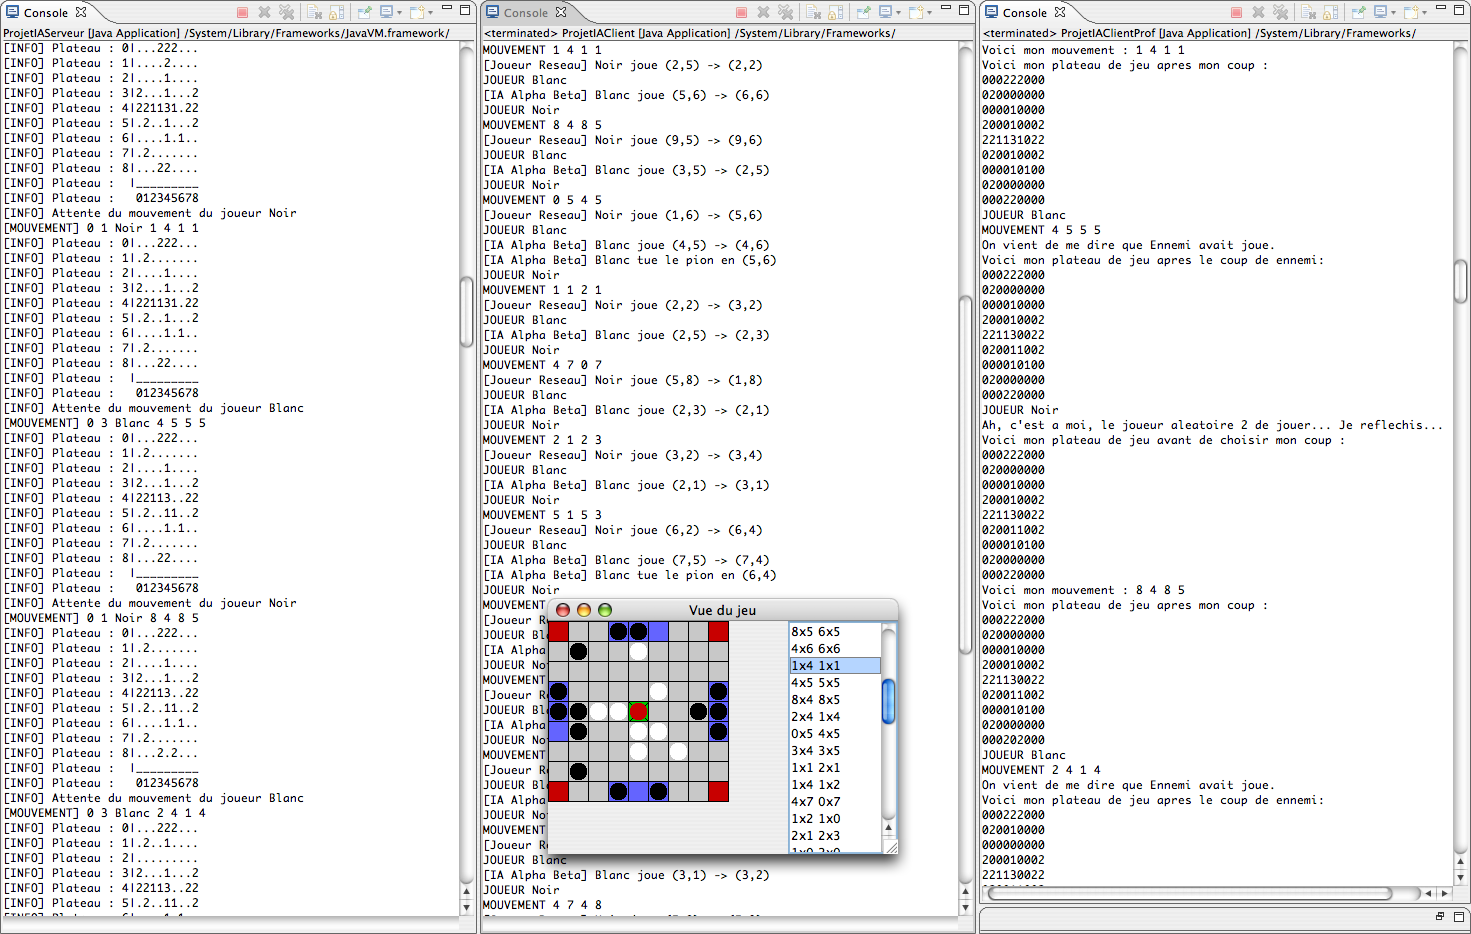 Console
ProjetIAServeur [Java Application] /System/Library/Frameworks/JavaVM.framework/
[INFO] Plateau : 0|...222...
[INFO] Plateau : 1|....2....
[INFO] Plateau : 2|....1....
[INFO] Plateau : 3|2...1...2
[INFO] Plateau : 4|221131.22
[INFO] Plateau : 5|.2..1...2
[INFO] Plateau : 6|....1.1..
[INFO] Plateau : 7|.2.......
[INFO] Plateau : 8|...22....
[INFO] Plateau :  |_________
[INFO] Plateau :   012345678
[INFO] Attente du mouvement du joueur Noir
[MOUVEMENT] 0 1 Noir 1 4 1 1
[INFO] Plateau : 0|...222...
[INFO] Plateau : 1|.2.......
[INFO] Plateau : 2|....1....
[INFO] Plateau : 3|2...1...2
[INFO] Plateau : 4|221131.22
[INFO] Plateau : 5|.2..1...2
[INFO] Plateau : 6|....1.1..
[INFO] Plateau : 7|.2.......
[INFO] Plateau : 8|...22....
[INFO] Plateau :  |_________
[INFO] Plateau :   012345678
[INFO] Attente du mouvement du joueur Blanc
[MOUVEMENT] 0 3 Blanc 4 5 5 5
[INFO] Plateau : 0|...222...
[INFO] Plateau : 1|.2.......
[INFO] Plateau : 2|....1....
[INFO] Plateau : 3|2...1...2
[INFO] Plateau : 4|22113..22
[INFO] Plateau : 5|.2..11..2
[INFO] Plateau : 6|....1.1..
[INFO] Plateau : 7|.2.......
[INFO] Plateau : 8|...22....
[INFO] Plateau :  |_________
[INFO] Plateau :   012345678
[INFO] Attente du mouvement du joueur Noir
[MOUVEMENT] 0 1 Noir 8 4 8 5
[INFO] Plateau : 0|...222...
[INFO] Plateau : 1|.2.......
[INFO] Plateau : 2|....1....
[INFO] Plateau : 3|2...1...2
[INFO] Plateau : 4|22113..22
[INFO] Plateau : 5|.2..11..2
[INFO] Plateau : 6|....1.1..
[INFO] Plateau : 7|.2.......
[INFO] Plateau : 8|...2.2...
[INFO] Plateau :  |_________
[INFO] Plateau :   012345678
[INFO] Attente du mouvement du joueur Blanc
[MOUVEMENT] 0 3 Blanc 2 4 1 4
[INFO] Plateau : 0|...222...
[INFO] Plateau : 1|.2..1....
[INFO] Plateau : 2|.........
[INFO] Plateau : 3|2...1...2
[INFO] Plateau : 4|22113..22
[INFO] Plateau : 5|.2..11..2
Console
<terminated> ProjetIAClient [Java Application] /System/Library/Frameworks/
MOUVEMENT 1 4 1 1
[Joueur Reseau] Noir joue (2,5) -> (2,2)
JOUEUR Blanc
[IA Alpha Beta] Blanc joue (5,6) -> (6,6)
JOUEUR Noir
MOUVEMENT 8 4 8 5
[Joueur Reseau] Noir joue (9,5) -> (9,6)
JOUEUR Blanc
[IA Alpha Beta] Blanc joue (3,5) -> (2,5)
JOUEUR Noir
MOUVEMENT 0 5 4 5
[Joueur Reseau] Noir joue (1,6) -> (5,6)
JOUEUR Blanc
[IA Alpha Beta] Blanc joue (4,5) -> (4,6)
[IA Alpha Beta] Blanc tue le pion en (5,6)
JOUEUR Noir
MOUVEMENT 1 1 2 1
[Joueur Reseau] Noir joue (2,2) -> (3,2)
JOUEUR Blanc
[IA Alpha Beta] Blanc joue (2,5) -> (2,3)
JOUEUR Noir
MOUVEMENT 4 7 0 7
[Joueur Reseau] Noir joue (5,8) -> (1,8)
JOUEUR Blanc
[IA Alpha Beta] Blanc joue (2,3) -> (2,1)
JOUEUR Noir
MOUVEMENT 2 1 2 3
[Joueur Reseau] Noir joue (3,2) -> (3,4)
JOUEUR Blanc
[IA Alpha Beta] Blanc joue (2,1) -> (3,1)
JOUEUR Noir
MOUVEMENT 5 1 5 3
[Joueur Reseau] Noir joue (6,2) -> (6,4)
JOUEUR Blanc
[IA Alpha Beta] Blanc joue (7,5) -> (7,4)
[IA Alpha Beta] Blanc tue le pion en (6,4)
JOUEUR Noir
MOUVEMENT
JOUEUR Blanc
[IA Alpha Beta] Blanc joue (3,1) -> (3,2)
JOUEUR Noir
MOUVEMENT 4 7 4 8
Vue du jeu
8x5 6x5
4x6 6x6
1x4 1x1
4x5 5x5
8x4 8x5
2x4 1x4
0x5 4x5
3x4 3x5
1x1 2x1
1x4 1x2
4x7 0x7
1x2 1x0
2x1 2x3
1x0 2x0
Console
<terminated> ProjetIAClientProf [Java Application] /System/Library/Frameworks/
Voici mon mouvement : 1 4 1 1
Voici mon plateau de jeu apres mon coup :
000222000
020000000
000010000
200010002
221131022
020010002
000010100
020000000
000220000
JOUEUR Blanc
MOUVEMENT 4 5 5 5
On vient de me dire que Ennemi avait joue.
Voici mon plateau de jeu apres le coup de ennemi:
000222000
020000000
000010000
200010002
221130022
020011002
000010100
020000000
000220000
JOUEUR Noir
Ah, c'est a moi, le joueur aleatoire 2 de jouer... Je reflechis...
Voici mon plateau de jeu avant de choisir mon coup :
000222000
020000000
000010000
200010002
221130022
020011002
000010100
020000000
000220000
Voici mon mouvement : 8 4 8 5
Voici mon plateau de jeu apres mon coup :
000222000
020000000
000010000
200010002
221130022
020011002
000010100
020000000
000202000
JOUEUR Blanc
MOUVEMENT 2 4 1 4
On vient de me dire que Ennemi avait joue.
Voici mon plateau de jeu apres le coup de ennemi:
000222000
020010000
000000000
200010002
221130022